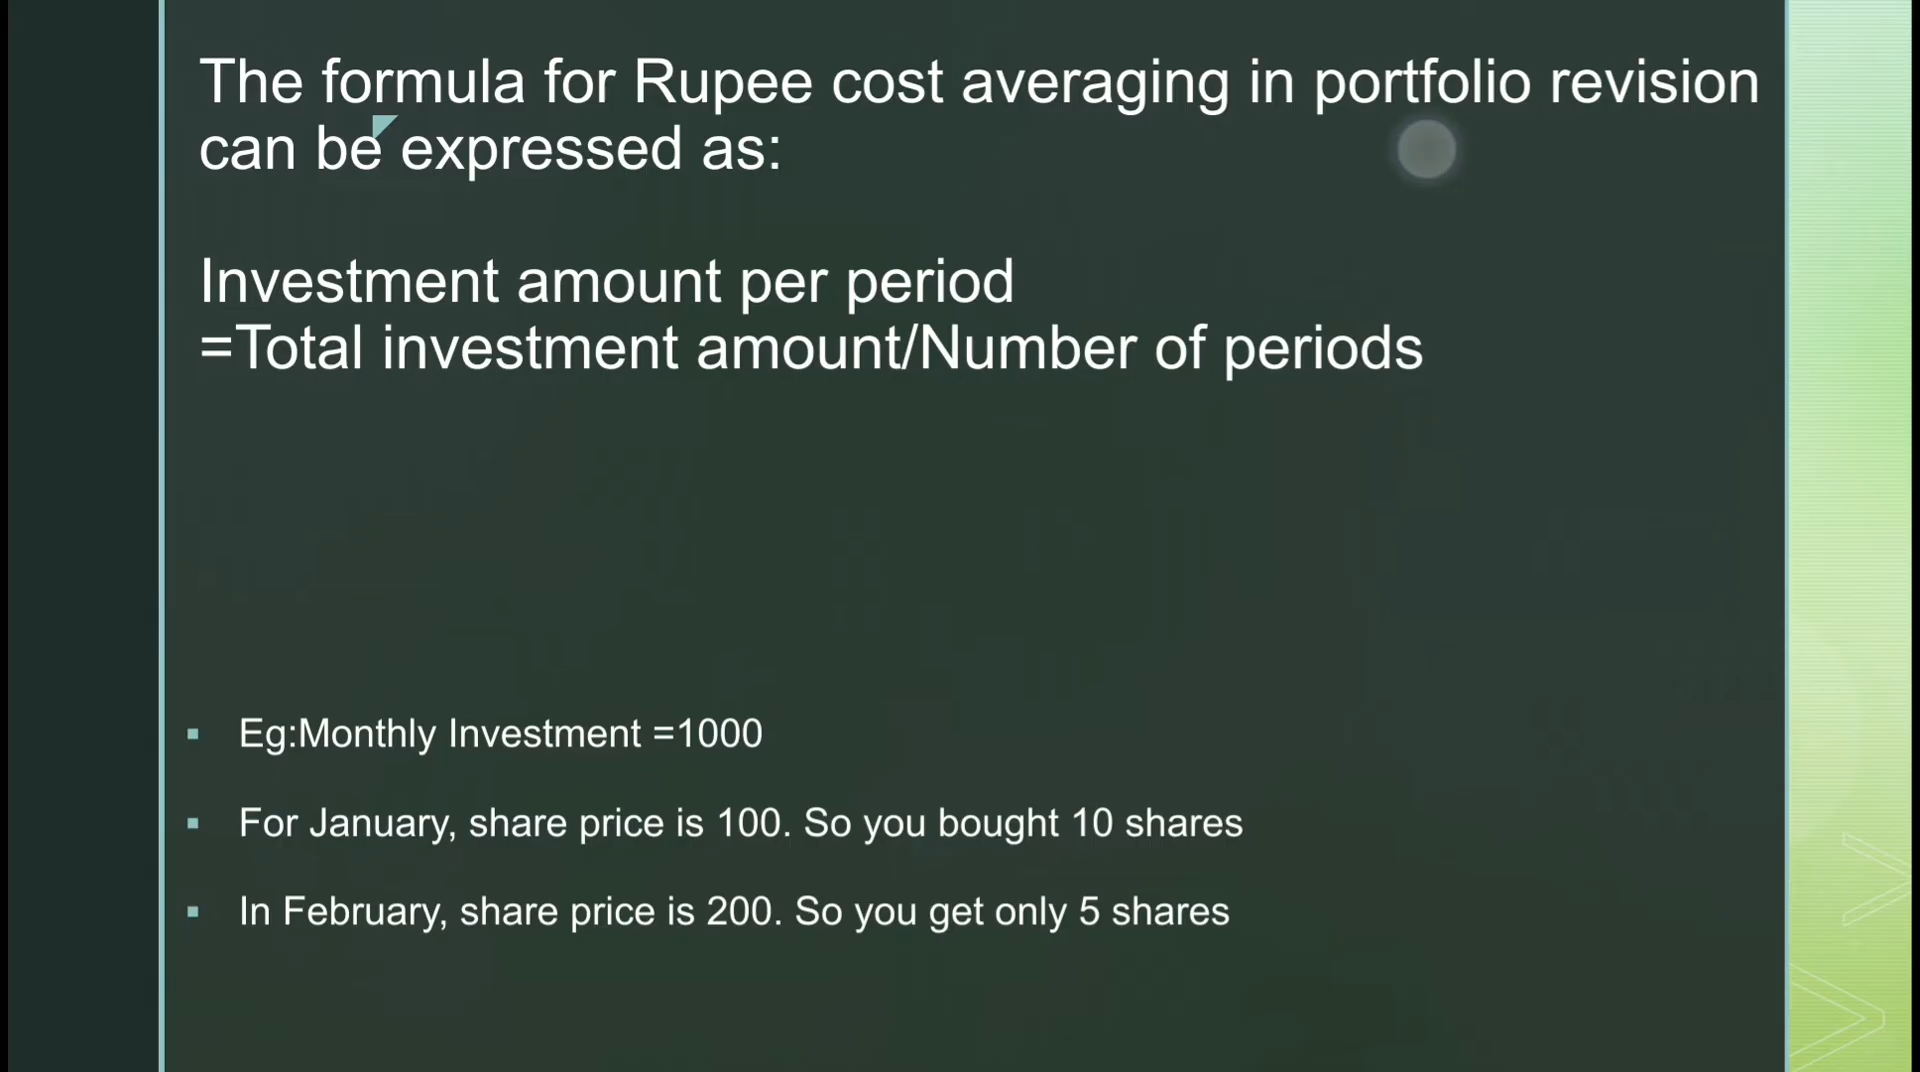 The formula for Rupee cost averaging in portfolio revision
can be expressed as:
Investment amount per period
=Total investment amount/Number of periods
Eg:Monthly Investment =1000
For January, share price is 100. So you bought 10 shares
In February, share price is 200. So you get only 5 shares